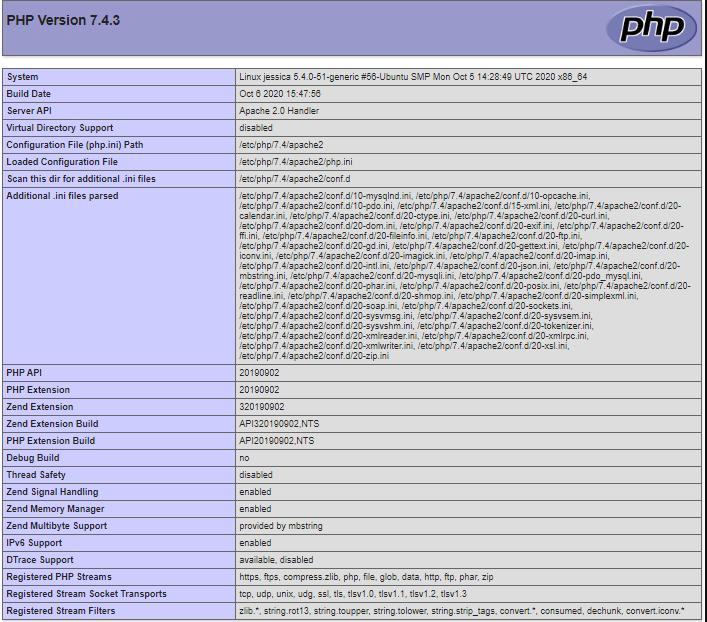 PHP Version 7.4.3
php
System Linux jessica 5.4.0-51-generic #56-Ubuntu SMP Mon Oct 5 14:28:49 UTC 2020 x86_64
Build Date Oct 6 2020 15:47:56
Server API Apache 2.0 Handler
Virtual Directory Support disabled
Configuration File (php.ini) Path /etc/php/7.4/apache2
Loaded Configuration File /etc/php/7.4/apache2/php.ini
Scan this dir for additional .ini files /etc/php/7.4/apache2/conf.d
Additional .ini files parsed /etc/php/7.4/apache2/conf.d/10-mysqlnd.ini, /etc/php/7.4/apache2/conf.d/10-opcache.ini,
/etc/php/7.4/apache2/conf.d/10-pdo.ini, /etc/php/7.4/apache2/conf.d/15-xml.ini, /etc/php/7.4/apache2/conf.d/20-
calendar.ini, /etc/php/7.4/apache2/conf.d/20-ctype.ini, /etc/php/7.4/apache2/conf.d/20-curl.ini,
/etc/php/7.4/apache2/conf.d/20-dom.ini, /etc/php/7.4/apache2/conf.d/20-exif.ini, /etc/php/7.4/apache2/conf.d/20-
ffi.ini, /etc/php/7.4/apache2/conf.d/20-fileinfo.ini, /etc/php/7.4/apache2/conf.d/20-ftp.ini,
/etc/php/7.4/apache2/conf.d/20-gd.ini, /etc/php/7.4/apache2/conf.d/20-gettext.ini, /etc/php/7.4/apache2/conf.d/20-
iconv.ini, /etc/php/7.4/apache2/conf.d/20-imagick.ini, /etc/php/7.4/apache2/conf.d/20-imap.ini,
/etc/php/7.4/apache2/conf.d/20-intl.ini, /etc/php/7.4/apache2/conf.d/20-json.ini, /etc/php/7.4/apache2/conf.d/20-
mbstring.ini, /etc/php/7.4/apache2/conf.d/20-mysqli.ini, /etc/php/7.4/apache2/conf.d/20-pdo_mysql.ini,
/etc/php/7.4/apache2/conf.d/20-phar.ini, /etc/php/7.4/apache2/conf.d/20-posix.ini, /etc/php/7.4/apache2/conf.d/20-
readline.ini, /etc/php/7.4/apache2/conf.d/20-shmop.ini, /etc/php/7.4/apache2/conf.d/20-simplexml.ini,
/etc/php/7.4/apache2/conf.d/20-soap.ini, /etc/php/7.4/apache2/conf.d/20-sockets.ini,
/etc/php/7.4/apache2/conf.d/20-sysvmsg.ini, /etc/php/7.4/apache2/conf.d/20-sysvsem.ini,
/etc/php/7.4/apache2/conf.d/20-sysvshm.ini, /etc/php/7.4/apache2/conf.d/20-tokenizer.ini,
/etc/php/7.4/apache2/conf.d/20-xmlreader.ini, /etc/php/7.4/apache2/conf.d/20-xmlrpc.ini,
/etc/php/7.4/apache2/conf.d/20-xmlwriter.ini, /etc/php/7.4/apache2/conf.d/20-xsl.ini,
/etc/php/7.4/apache2/conf.d/20-zip.ini
PHP API 20190902
PHP Extension 20190902
Zend Extension 320190902
Zend Extension Build API320190902,NTS
PHP Extension Build API20190902,NTS
Debug Build no
Thread Safety disabled
Zend Signal Handling enabled
Zend Memory Manager enabled
Zend Multibyte Support provided by mbstring
IPv6 Support enabled
DTrace Support available, disabled
Registered PHP Streams https, ftps, compress.zlib, php, file, glob, data, http, ftp, phar, zip
Registered Stream Socket Transports tcp, udp, unix, udg, ssl, tls, tlsv1.0, tlsv1.1, tlsv1.2, tlsv1.3
Registered Stream Filters zlib.*, string.rot13, string.toupper, string.tolower, string.strip_tags, convert.*, consumed, dechunk, convert.iconv.*